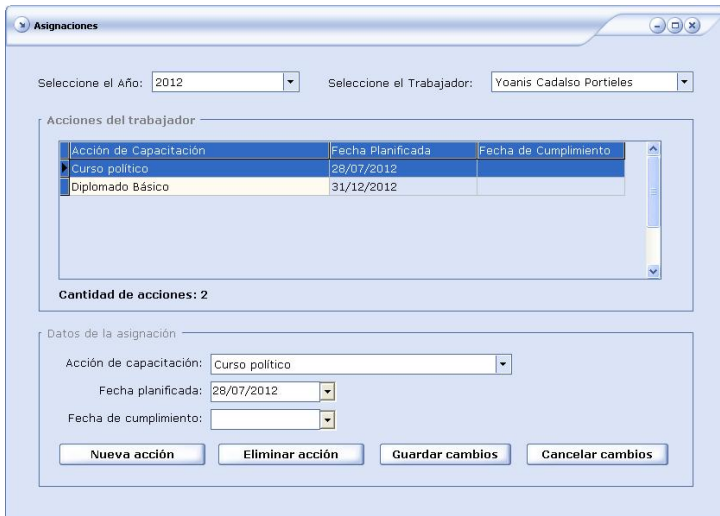 Asignaciones
Seleccione el Año: 2012 Seleccione el Trabajador: Yoanis Cadalso Portieles
Acciones del trabajador
Acción de Capacitación Fecha Planificada Fecha de Cumplimiento
Curso político 28/07/2012
Diplomado Básico 31/12/2012
Cantidad de acciones: 2
Datos de la asignación
Acción de capacitación: Curso político
Fecha planificada: 28/07/2012
Fecha de cumplimiento:
Nueva acción Eliminar acción Guardar cambios Cancelar cambios